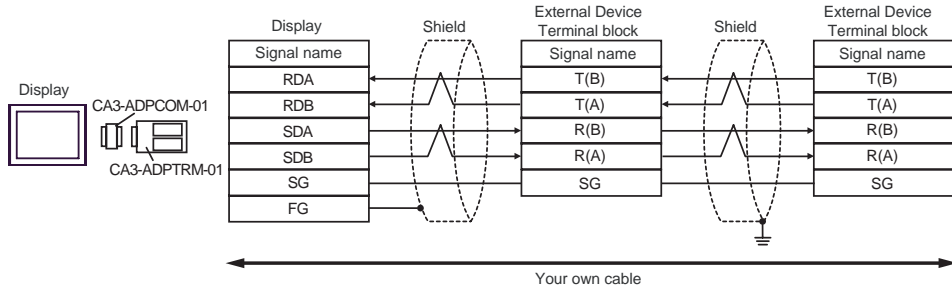 Display
CA3-ADPCOM-01
CA3-ADPTRM-01
Display
Shield
External Device
Terminal block
Shield
External Device
Terminal block
Signal name
Signal name
Signal name
RDA
T(B)
T(B)
RDB
T(A)
T(A)
SDA
R(B)
R(B)
SDB
R(A)
R(A)
SG
SG
SG
FG
Your own cable